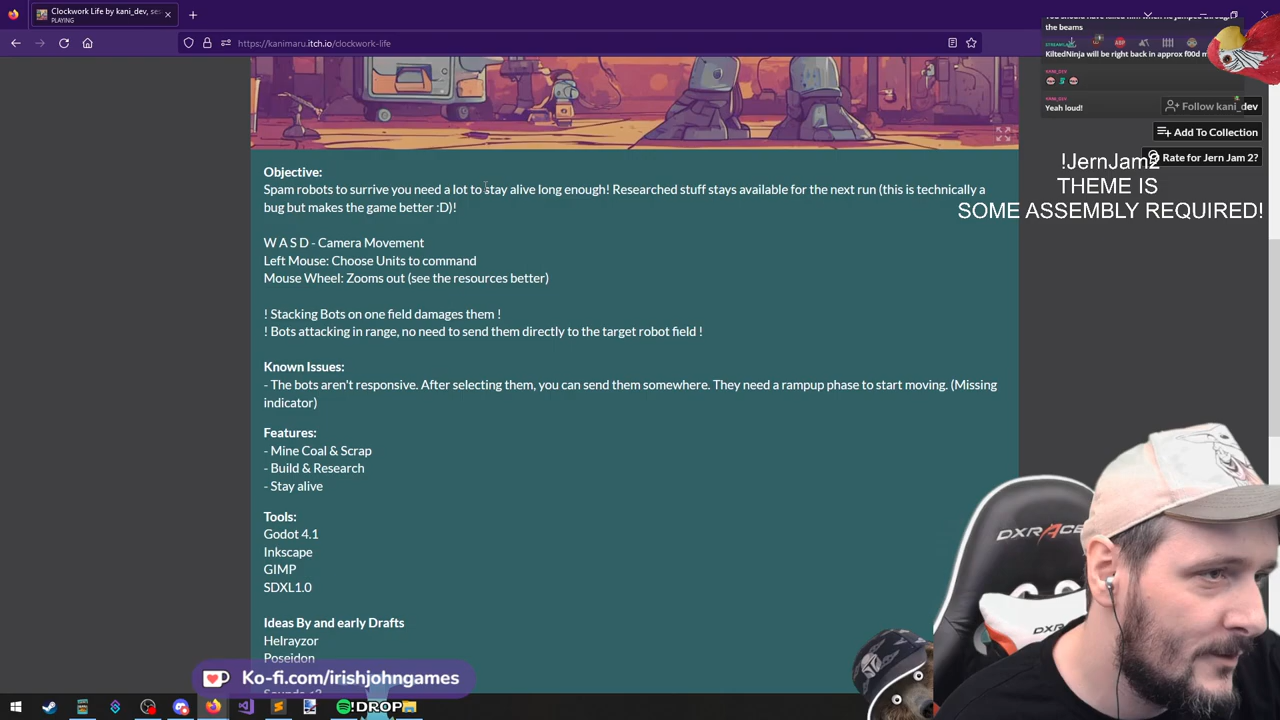 Clockwork Life by kani_dev, se
PLAYING
https://kanimaru.itch.io/clockwork-life
the beams
KiltedNinja will be right back in approx f00d m
KANI_DEV
KANI_DEV
Yeah loud!
Follow kani_dev
Add To Collection
Rate for Jern Jam 2?
!JernJam2
THEME IS
SOME ASSEMBLY REQUIRED!
Objective:
Spam robots to surrive you need a lot to stay alive long enough! Researched stuff stays available for the next run (this is technically a
bug but makes the game better :D)!
W A S D - Camera Movement
Left Mouse: Choose Units to command
Mouse Wheel: Zooms out (see the resources better)
! Stacking Bots on one field damages them !
! Bots attacking in range, no need to send them directly to the target robot field !
Known Issues:
- The bots aren't responsive. After selecting them, you can send them somewhere. They need a rampup phase to start moving. (Missing
indicator)
Features:
- Mine Coal & Scrap
- Build & Research
- Stay alive
Tools:
Godot 4.1
Inkscape
GIMP
SDXL1.0
Ideas By and early Drafts
Helrayzor
Poseidon
Ko-fi.com/irishjohngames
!DROP
DXRACE